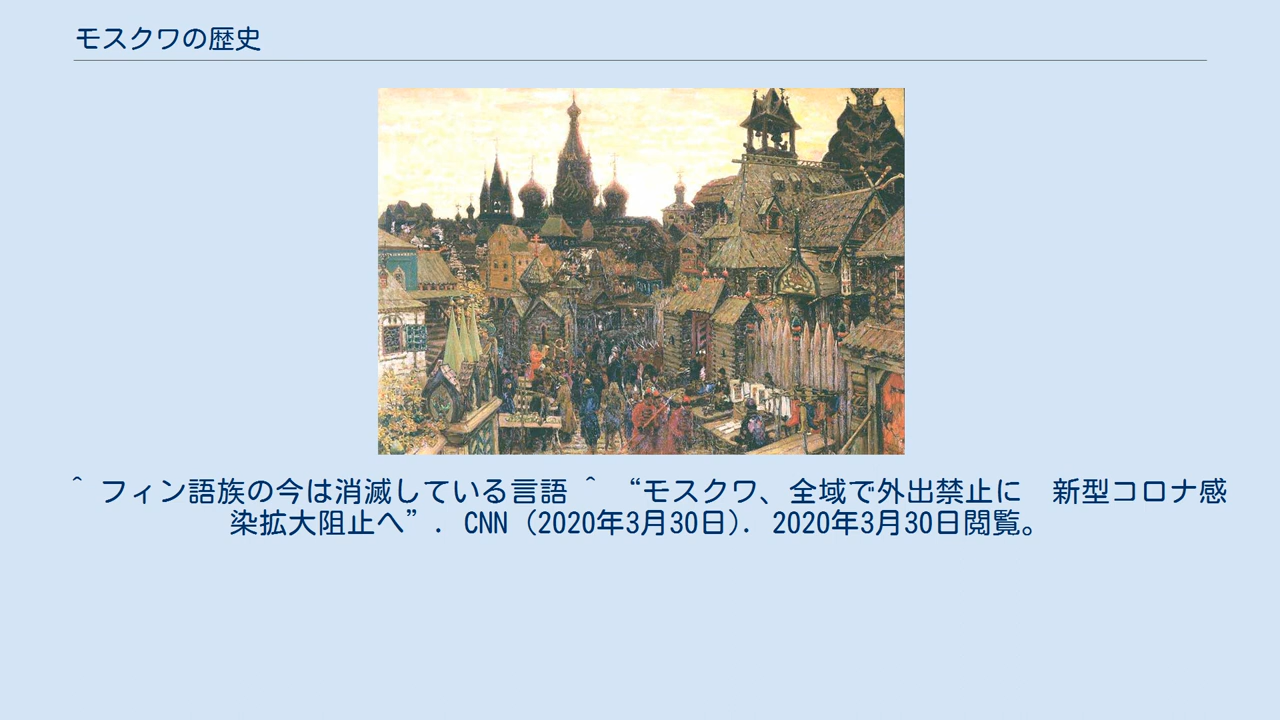 モスクワの歴史
^ フィン語族の今は消滅している言語 ^ “モスクワ、全域で外出禁止に　新型コロナ感
染拡大阻止へ”. CNN (2020年3月30日). 2020年3月30日閲覧。